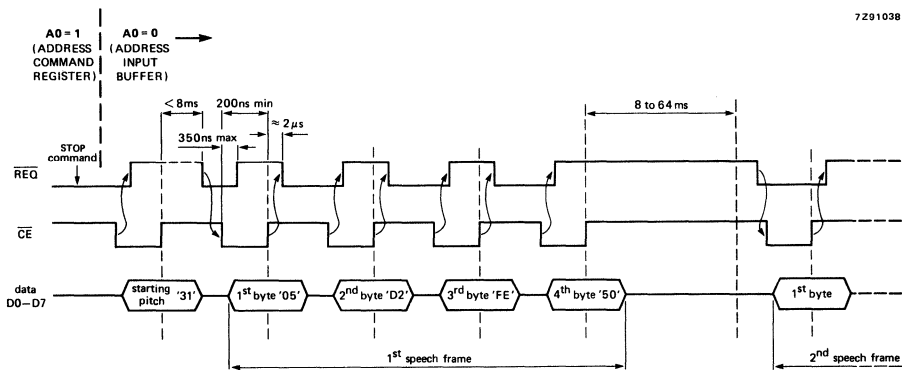 7Z91038
A0 = 1
(ADDRESS
COMMAND
REGISTER)
A0 = 0
(ADDRESS
INPUT
BUFFER)
< 8ms
200ns min
≈ 2μs
350ns max
8 to 64 ms
STOP
command
REQ
CE
data
D0–D7
starting
pitch '31'
1st byte '05'
2nd byte 'D2'
3rd byte 'FE'
4th byte '50'
1st byte
1st speech frame
2nd speech frame